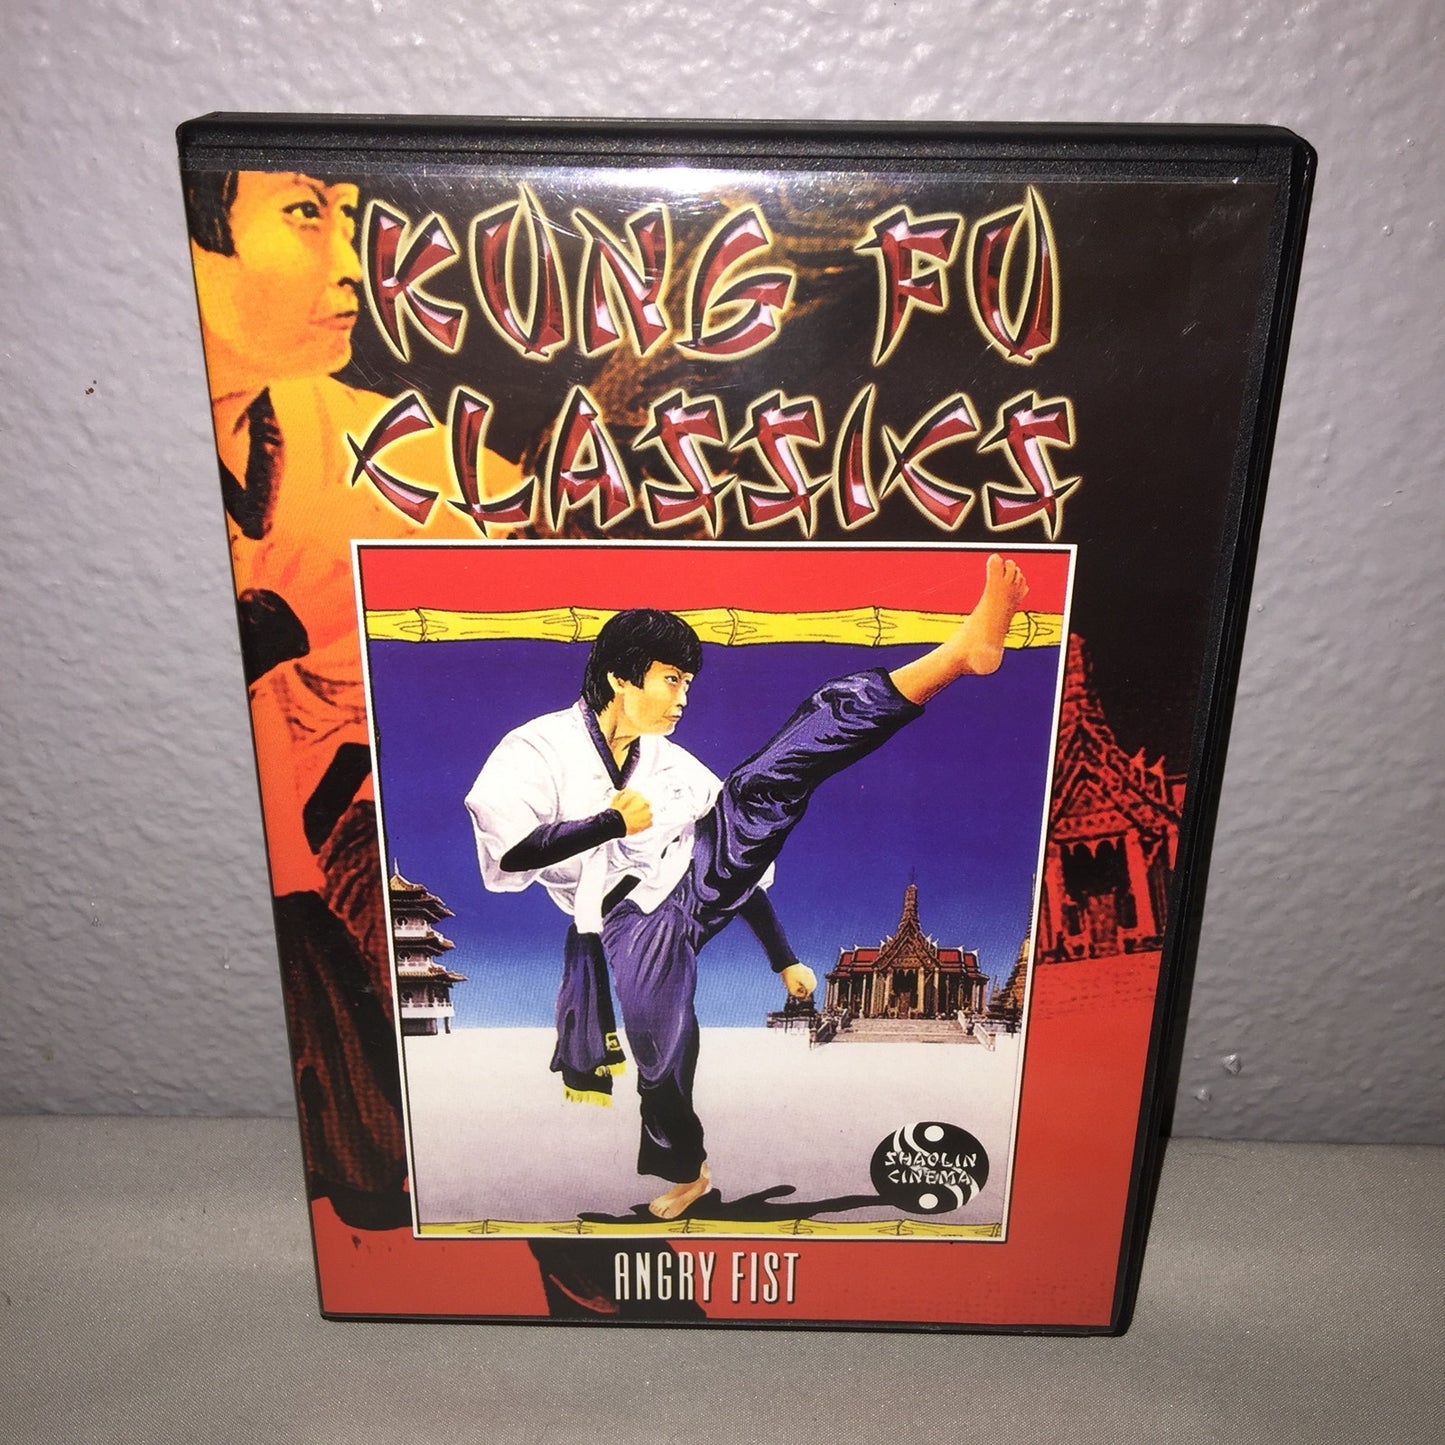 KUNG FU
CLASSICS
SHAOLIN
CINEMA
ANGRY FIST